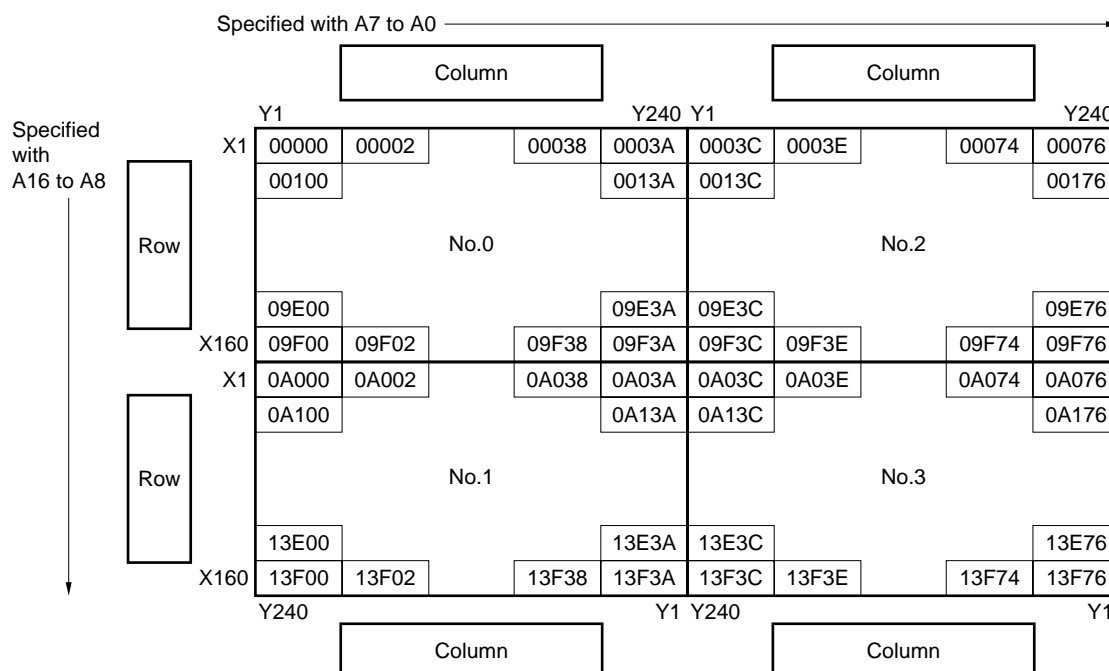 Specified with A7 to A0
Column Column
Y1 Y240 Y1 Y240
Specified
with
A16 to A8
X1 00000 00002 00038 0003A 0003C 0003E 00074 00076
00100 0013A 0013C 00176
Row No.0 No.2
09E00 09E3A 09E3C 09E76
X160 09F00 09F02 09F38 09F3A 09F3C 09F3E 09F74 09F76
X1 0A000 0A002 0A038 0A03A 0A03C 0A03E 0A074 0A076
0A100 0A13A 0A13C 0A176
Row No.1 No.3
13E00 13E3A 13E3C 13E76
X160 13F00 13F02 13F38 13F3A 13F3C 13F3E 13F74 13F76
Y240 Y1 Y240 Y1
Column Column